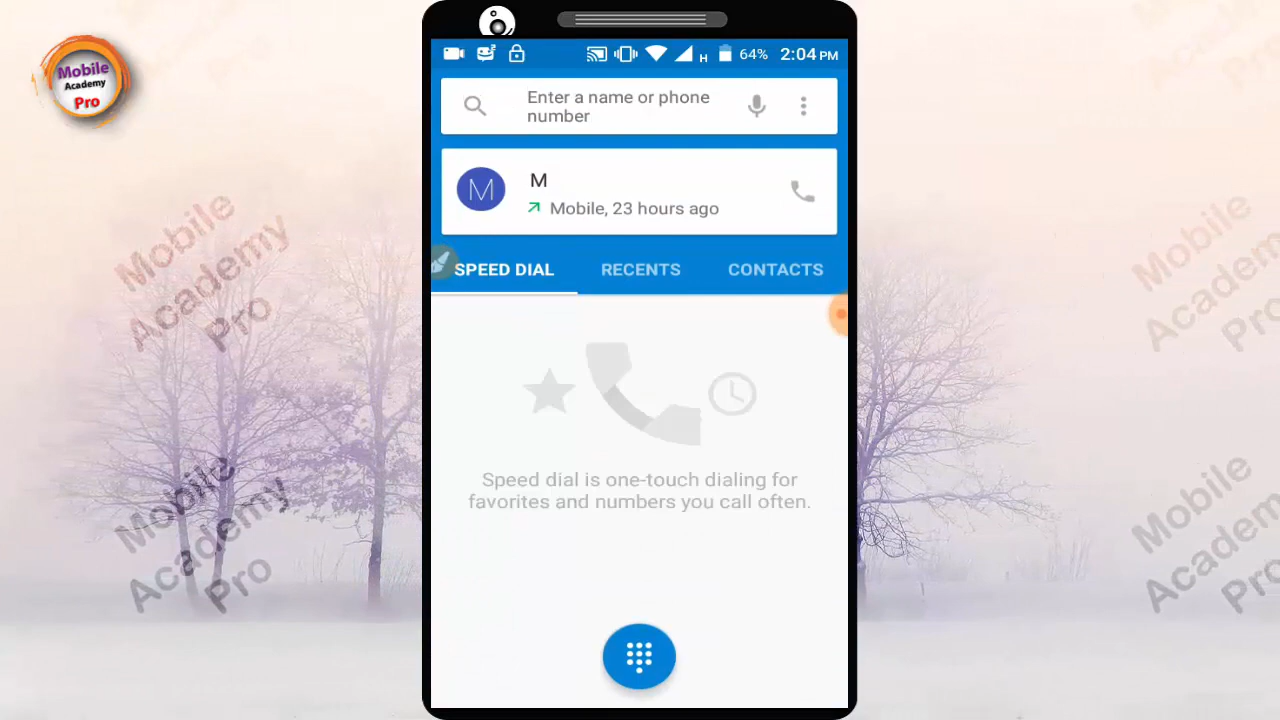 Mobile
Academy
Pro
H
64%
2:04 PM
Enter a name or phone
number
M
M
Mobile, 23 hours ago
SPEED DIAL
RECENTS
CONTACTS
Speed dial is one-touch dialing for
favorites and numbers you call often.
Mobile
Academy
Pro
Mobile
Academy
Pro
Mobile
Academy
Pro
Mobile
Academy
Pro